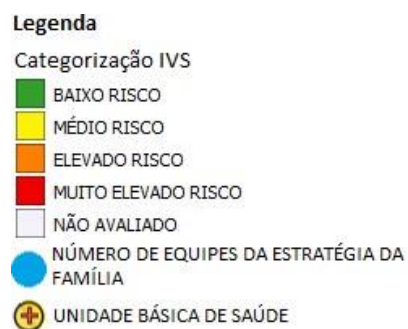 Legenda
Categorização IVS
BAIXO RISCO
MÉDIO RISCO
ELEVADO RISCO
MUITO ELEVADO RISCO
NÃO AVALIADO
NÚMERO DE EQUIPES DA ESTRATÉGIA DA
FAMÍLIA
UNIDADE BÁSICA DE SAÚDE